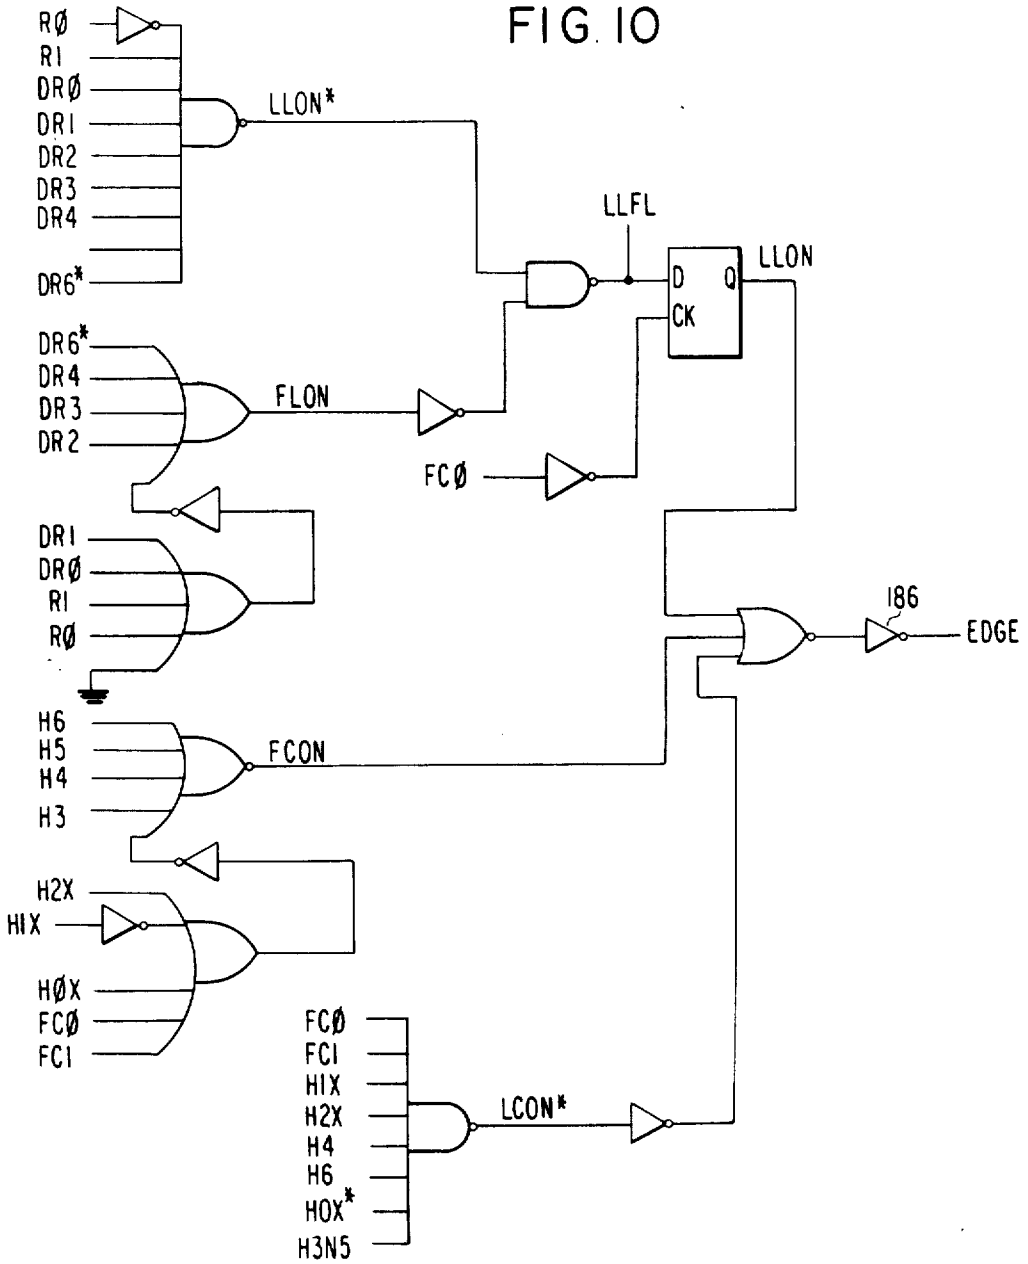 FIG. 10
RØ
R1
DRØ
DR1
DR2
DR3
DR4
DR6*
LLON*
LLFL
D Q
CK
LLON
DR6*
DR4
DR3
DR2
FLON
FCØ
DR1
DRØ
R1
RØ
186
EDGE
H6
H5
H4
H3
FCON
H2X
H1X
HØX
FCØ
FC1
FCØ
FC1
H1X
H2X
H4
H6
H0X*
H3N5
LCON*